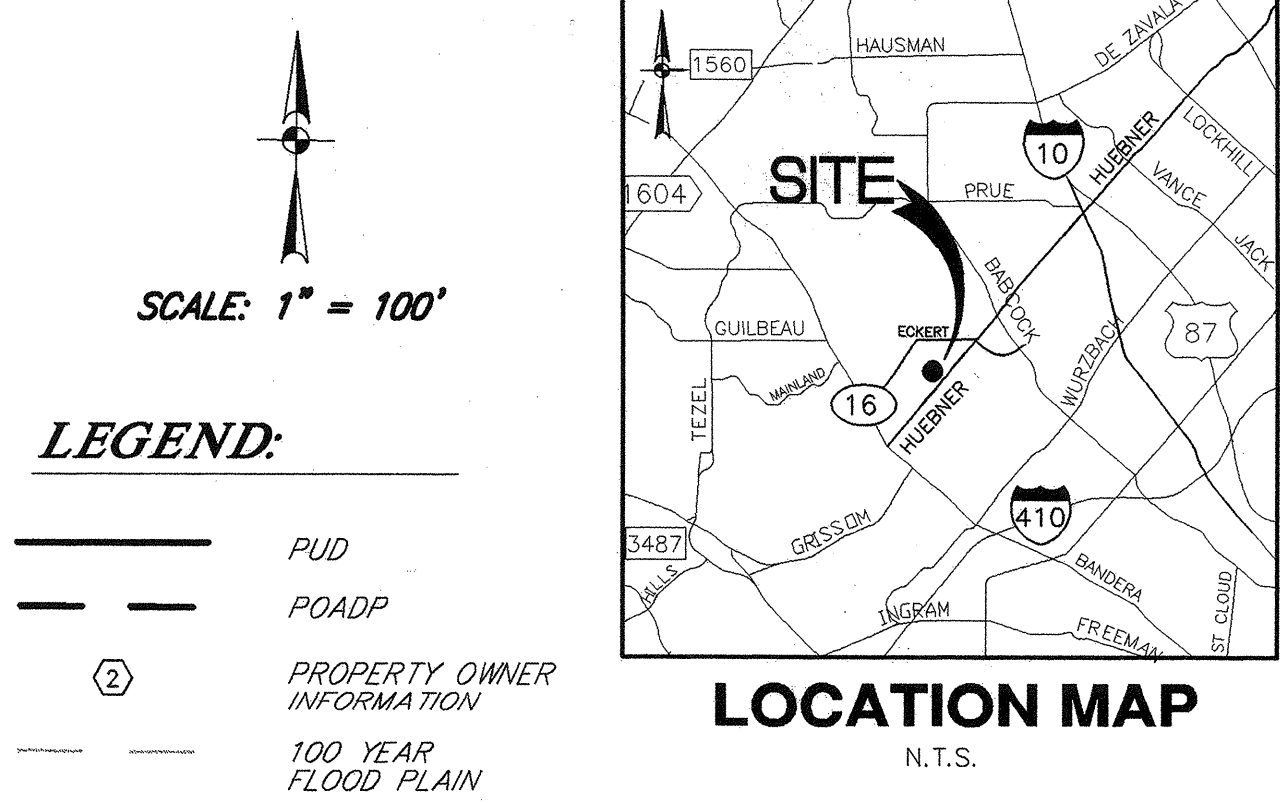 SCALE: 1" = 100'
LEGEND:
PUD
POADP
2
PROPERTY OWNER
INFORMATION
100 YEAR
FLOOD PLAIN
HAUSMAN
1560
DE ZAVALA
LOCKHILL
10
HUEBNER
VANCE
SITE
1604
PRUE
JACK
BABCOCK
GUILBEAU
ECKERT
87
WURZBACH
MAINLAND
TEZEL
16
HUEBNER
410
GRISSOM
3487
HILLS
BANDERA
INGRAM
ST CLOUD
FREEMAN
LOCATION MAP
N.T.S.